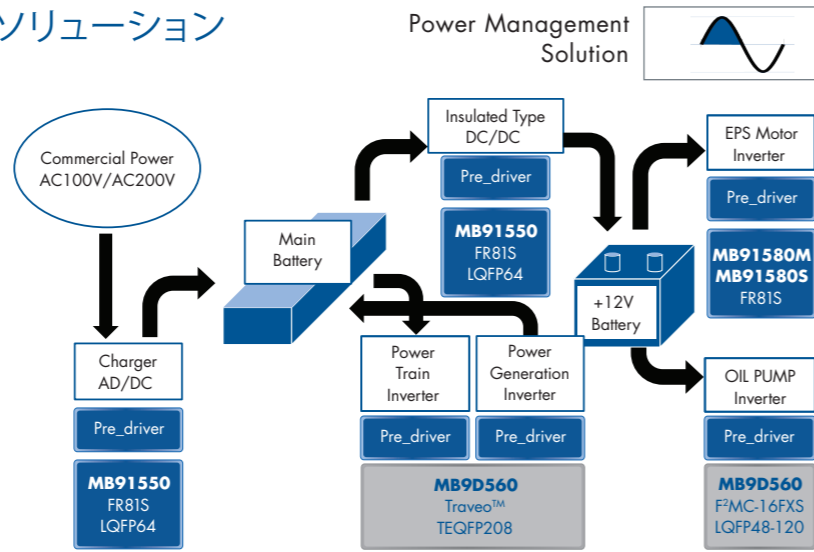 ソリューション
Power Management
Solution
Commercial Power
AC100V/AC200V
Charger
AD/DC
Pre_driver
MB91550
FR81S
LQFP64
Main
Battery
Insulated Type
DC/DC
Pre_driver
MB91550
FR81S
LQFP64
Power
Train
Inverter
Pre_driver
Power
Generation
Inverter
Pre_driver
MB9D560
Traveo™
TEQFP208
+12V
Battery
EPS Motor
Inverter
Pre_driver
MB91580M
MB91580S
FR81S
OIL PUMP
Inverter
Pre_driver
MB9D560
F²MC-16FXS
LQFP48-120